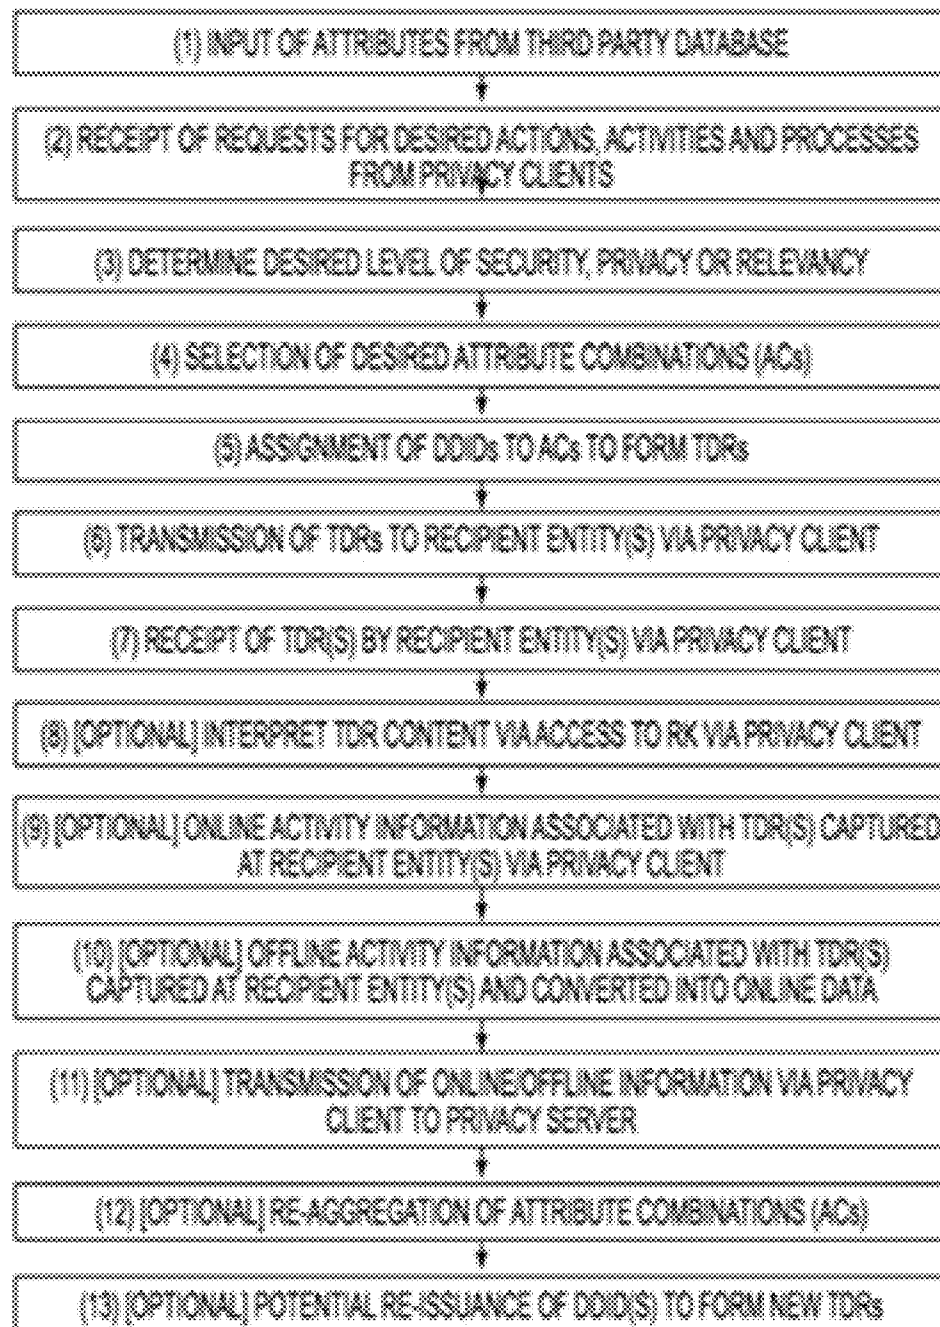 (1) INPUT OF ATTRIBUTES FROM THIRD PARTY DATABASE
(2) RECEIPT OF REQUESTS FOR DESIRED ACTIONS, ACTIVITIES AND PROCESSES
FROM PRIVACY CLIENTS
(3) DETERMINE DESIRED LEVEL OF SECURITY, PRIVACY OR RELEVANCY
(4) SELECTION OF DESIRED ATTRIBUTE COMBINATIONS (ACs)
(5) ASSIGNMENT OF DDIDs TO ACs TO FORM TDRs
(6) TRANSMISSION OF TDRs TO RECIPIENT ENTITY(S) VIA PRIVACY CLIENT
(7) RECEIPT OF TDR(S) BY RECIPIENT ENTITY(S) VIA PRIVACY CLIENT
(8) [OPTIONAL] INTERPRET TDR CONTENT VIA ACCESS TO RK VIA PRIVACY CLIENT
(9) [OPTIONAL] ONLINE ACTIVITY INFORMATION ASSOCIATED WITH TDR(S) CAPTURED
AT RECIPIENT ENTITY(S) VIA PRIVACY CLIENT
(10) [OPTIONAL] OFFLINE ACTIVITY INFORMATION ASSOCIATED WITH TDR(S)
CAPTURED AT RECIPIENT ENTITY(S) AND CONVERTED INTO ONLINE DATA
(11) [OPTIONAL] TRANSMISSION OF ONLINE/OFFLINE INFORMATION VIA PRIVACY
CLIENT TO PRIVACY SERVER
(12) [OPTIONAL] RE-AGGREGATION OF ATTRIBUTE COMBINATIONS (ACs)
(13) [OPTIONAL] POTENTIAL RE-ISSUANCE OF DDID(S) TO FORM NEW TDRs